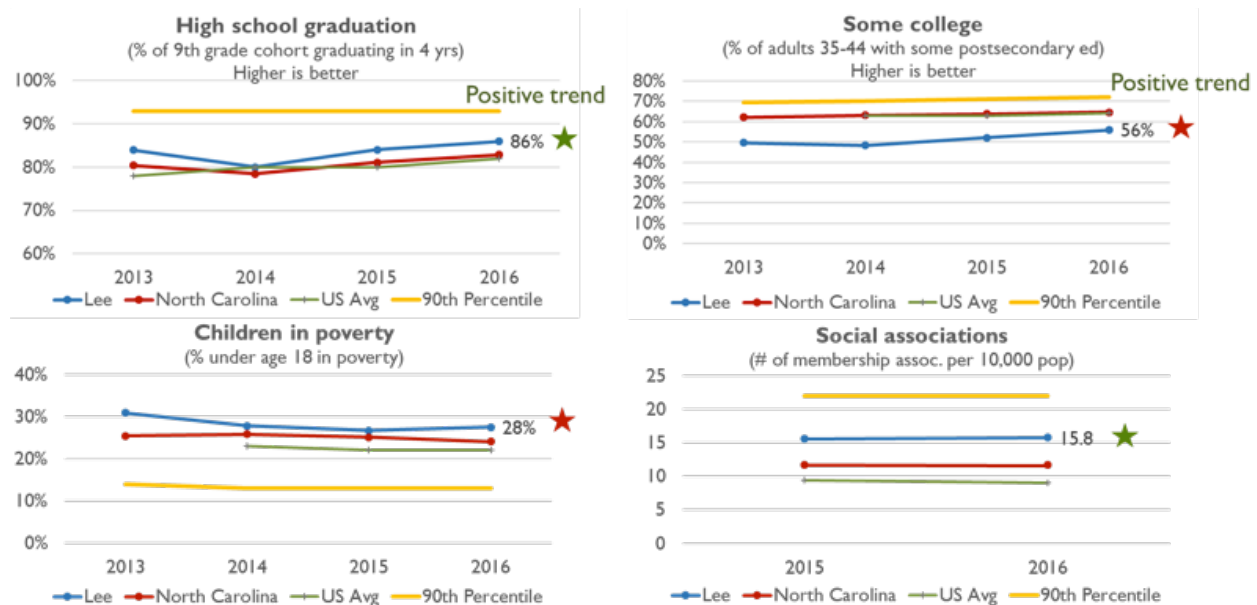 High school graduation
(% of 9th grade cohort graduating in 4 yrs)
Higher is better
100%
90%
80%
70%
60%
Positive trend
86%
2013 2014 2015 2016
Lee North Carolina US Avg 90th Percentile
Some college
(% of adults 35-44 with some postsecondary ed)
Higher is better
80%
70%
60%
50%
40%
30%
20%
10%
0%
Positive trend
56%
2013 2014 2015 2016
Lee North Carolina US Avg 90th Percentile
Children in poverty
(% under age 18 in poverty)
40%
30%
20%
10%
0%
28%
2013 2014 2015 2016
Lee North Carolina US Avg 90th Percentile
Social associations
(# of membership assoc. per 10,000 pop)
25
20
15
10
5
0
15.8
2015 2016
Lee North Carolina US Avg 90th Percentile